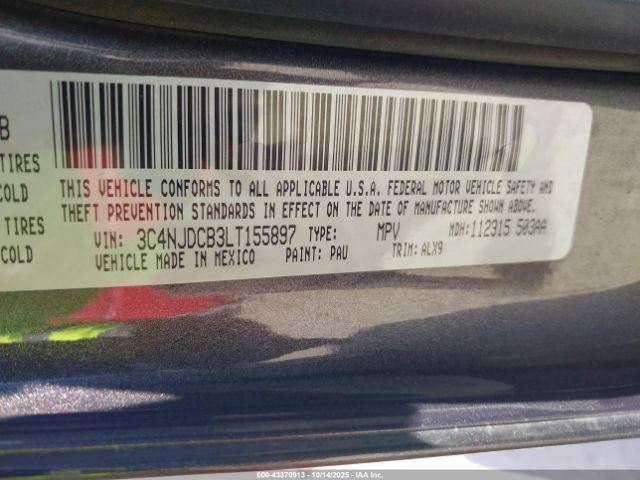 B
TIRES
COLD
TIRES
COLD
THIS VEHICLE CONFORMS TO ALL APPLICABLE U.S.A. FEDERAL MOTOR VEHICLE SAFETY AND
THEFT PREVENTION STANDARDS IN EFFECT ON THE DATE OF MANUFACTURE SHOWN ABOVE.
VIN: 3C4NJDCB3LT155897 TYPE: MPV MDH: 112315 503AA
VEHICLE MADE IN MEXICO PAINT: PAU TRIM: ALX9
000-43370913 - 10/14/2025 - IAA Inc.